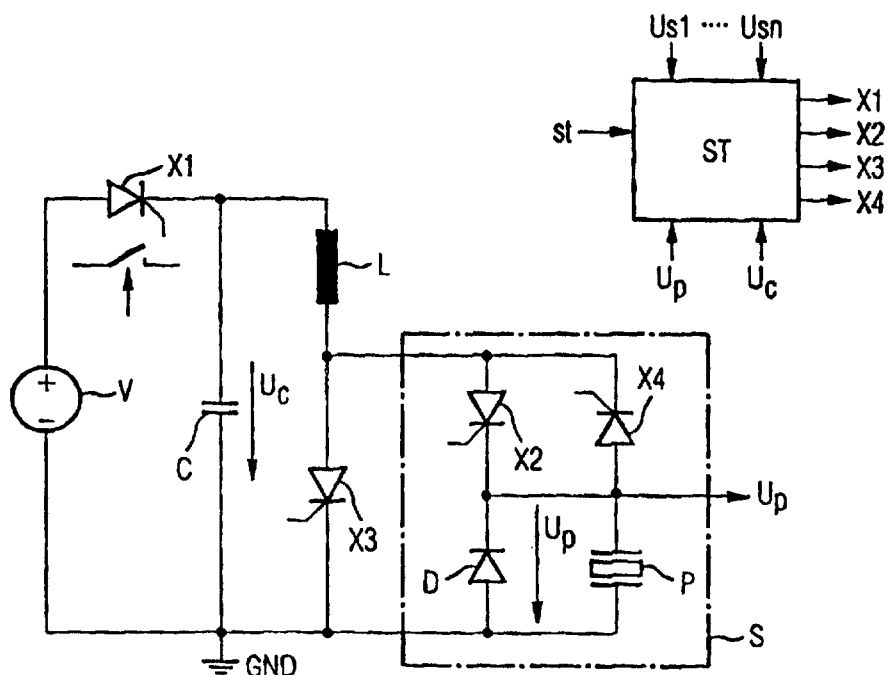 Us1 ···· Usn
X1
st
ST
X2
X3
X4
Up
Uc
X1
L
+
V
−
Uc
C
X4
X2
Up
X3
Up
D
P
S
GND